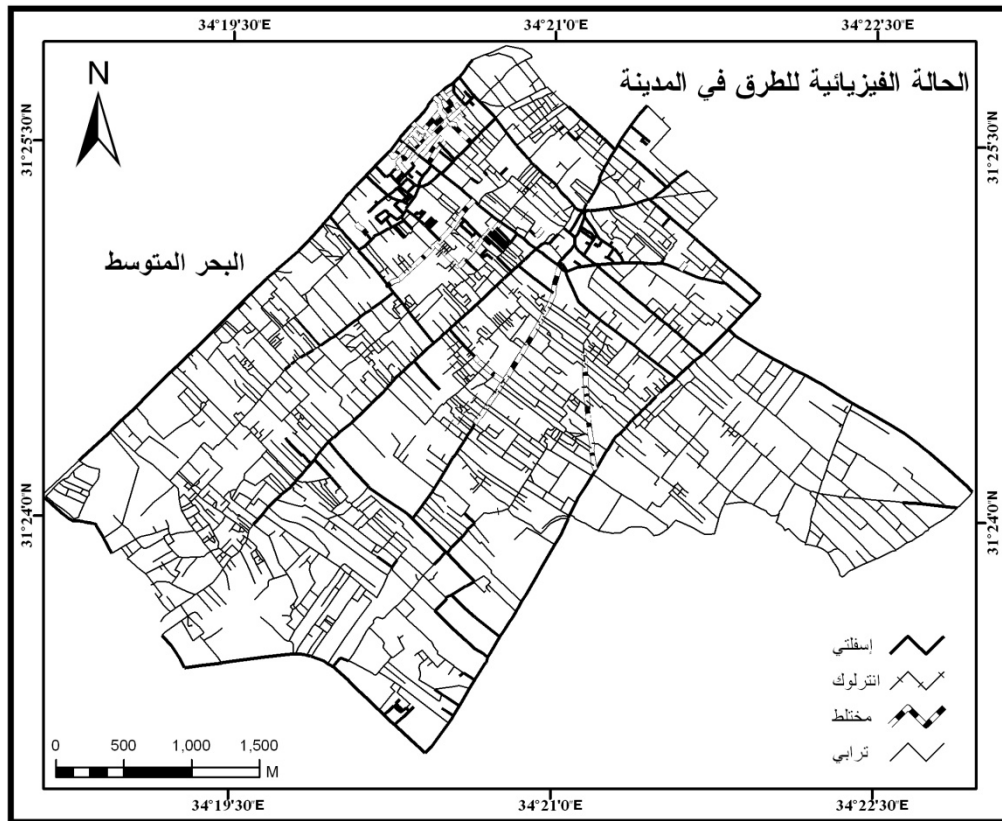 34°19'30"E 34°21'0"E 34°22'30"E
N
الحالة الفيزيائية للطرق في المدينة
31°25'30"N 31°25'30"N
البحر المتوسط
31°24'0"N 31°24'0"N
إسفلتي
انترلوك
مختلط
ترابي
0 500 1,000 1,500
M
34°19'30"E 34°21'0"E 34°22'30"E